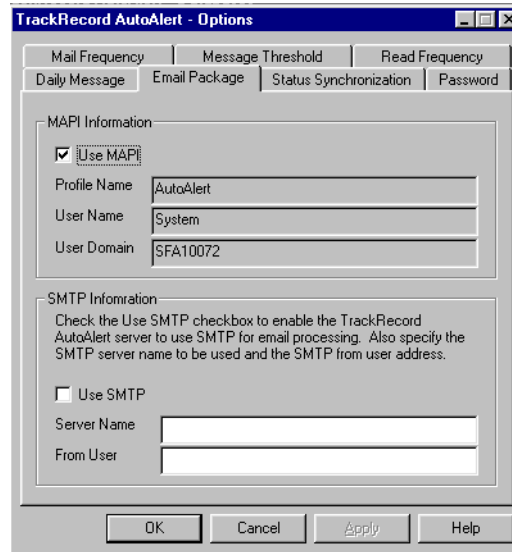 TrackRecord AutoAlert - Options
Mail Frequency Message Threshold Read Frequency
Daily Message Email Package Status Synchronization Password
MAPI Information
Use MAPI
Profile Name AutoAlert
User Name System
User Domain SFA10072
SMTP Infomration
Check the Use SMTP checkbox to enable the TrackRecord
AutoAlert server to use SMTP for email processing. Also specify the
SMTP server name to be used and the SMTP from user address.
Use SMTP
Server Name
From User
OK Cancel Apply Help